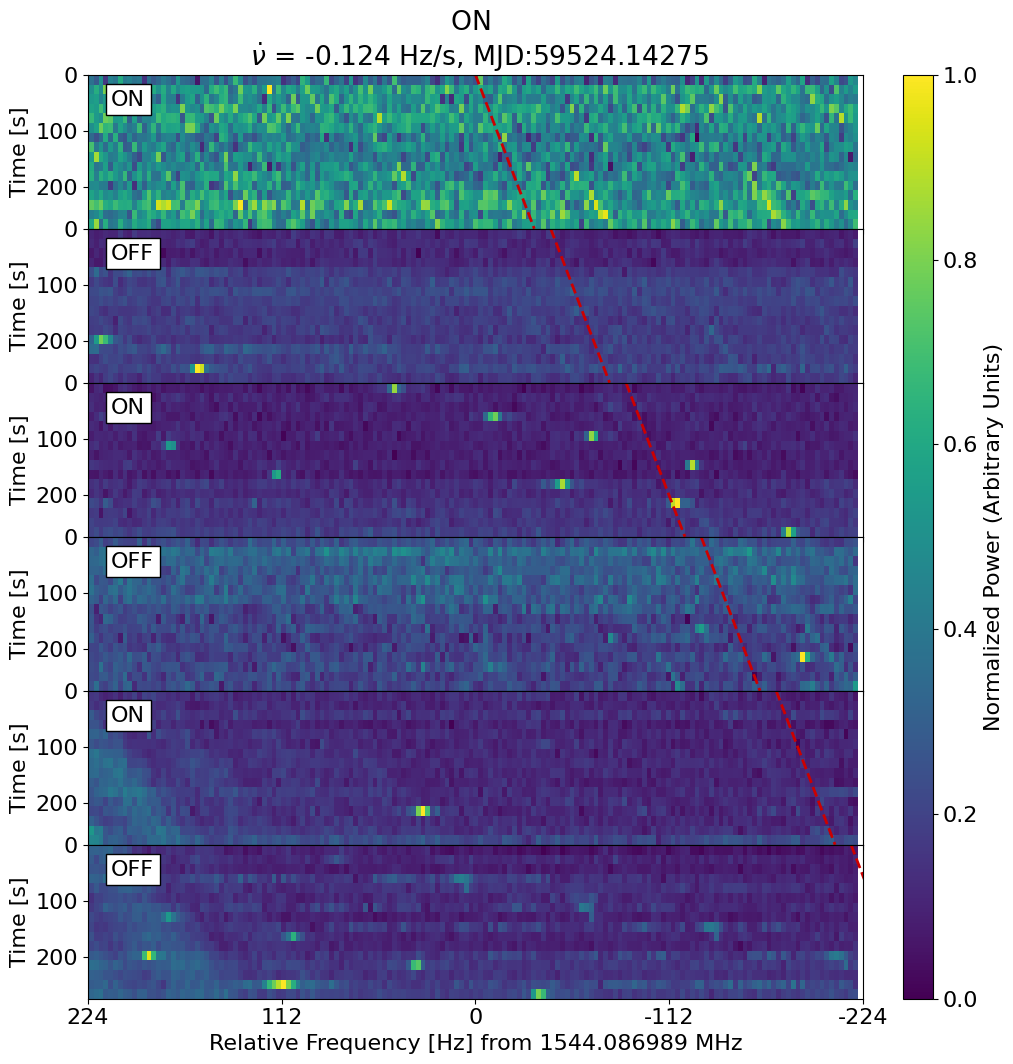 ON
ν̇ = -0.124 Hz/s, MJD:59524.14275
0
100
200
Time [s]
ON
0
100
200
Time [s]
OFF
0
100
200
Time [s]
ON
0
100
200
Time [s]
OFF
0
100
200
Time [s]
ON
0
100
200
Time [s]
OFF
224 112 0 -112 -224
Relative Frequency [Hz] from 1544.086989 MHz
1.0
0.8
0.6
0.4
0.2
0.0
Normalized Power (Arbitrary Units)